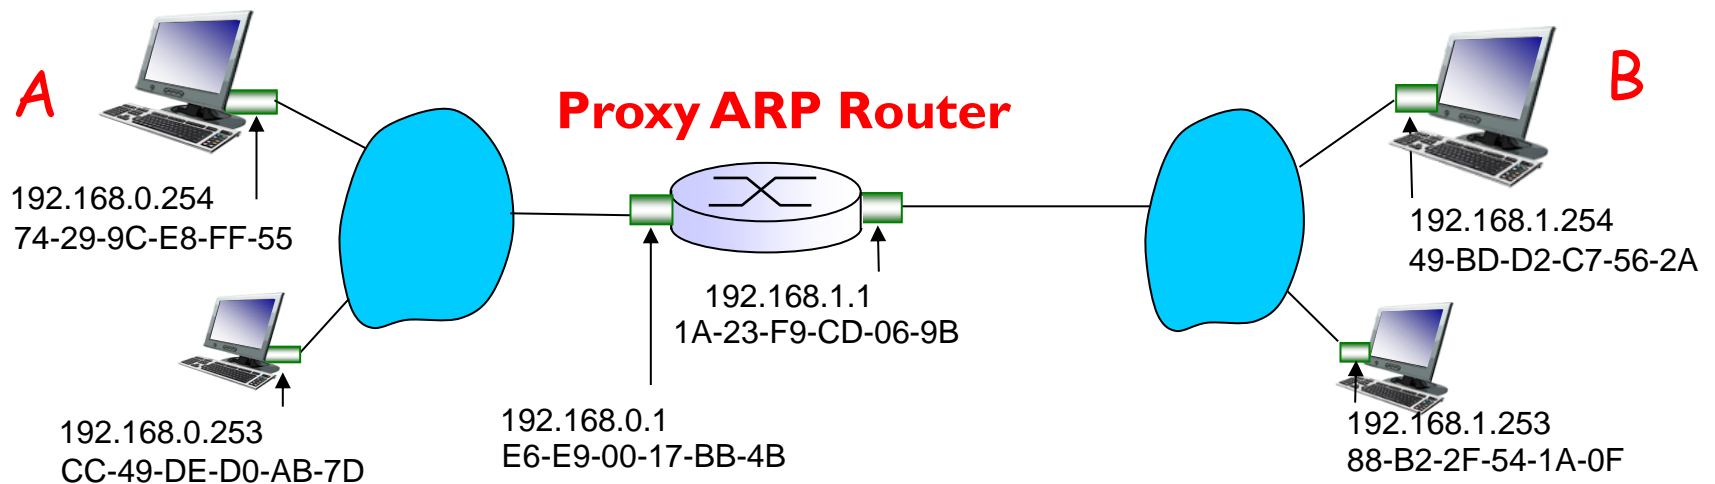 A
Proxy ARP Router
B
192.168.0.254
74-29-9C-E8-FF-55
192.168.1.254
49-BD-D2-C7-56-2A
192.168.1.1
1A-23-F9-CD-06-9B
192.168.0.253
CC-49-DE-D0-AB-7D
192.168.0.1
E6-E9-00-17-BB-4B
192.168.1.253
88-B2-2F-54-1A-0F